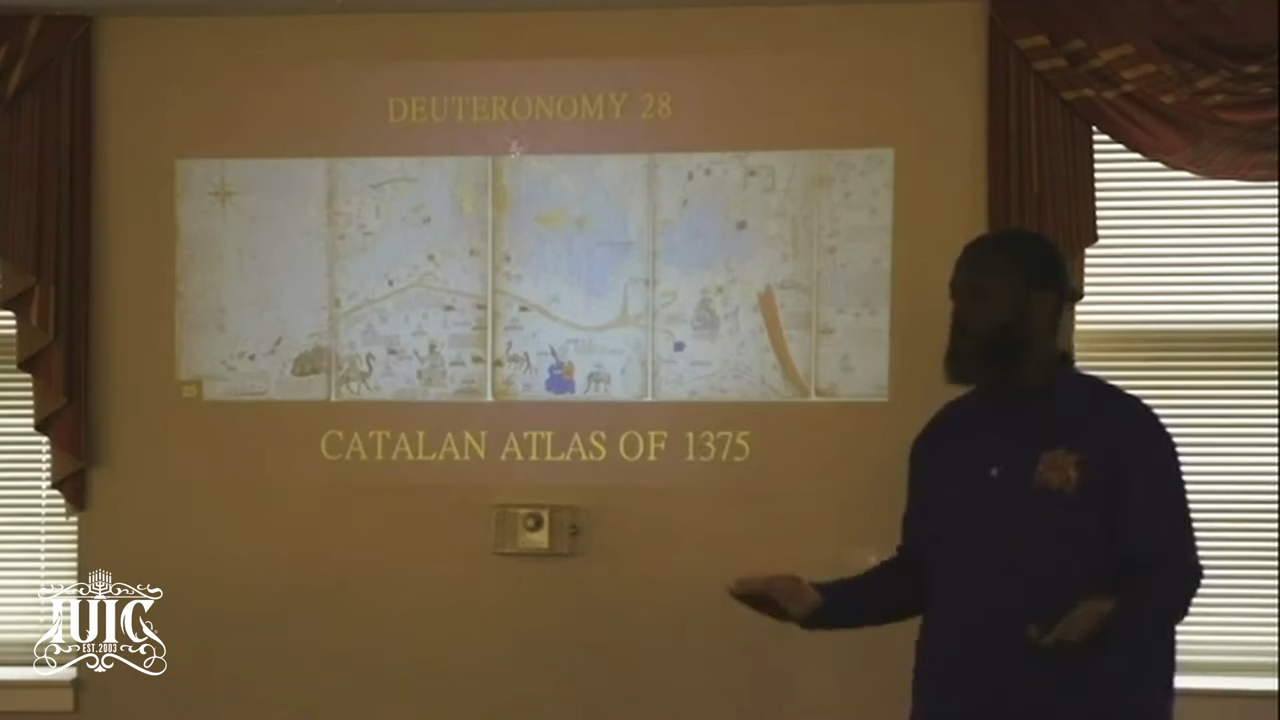 DEUTERONOMY 28
CATALAN ATLAS OF 1375
IUIC
EST. 2003